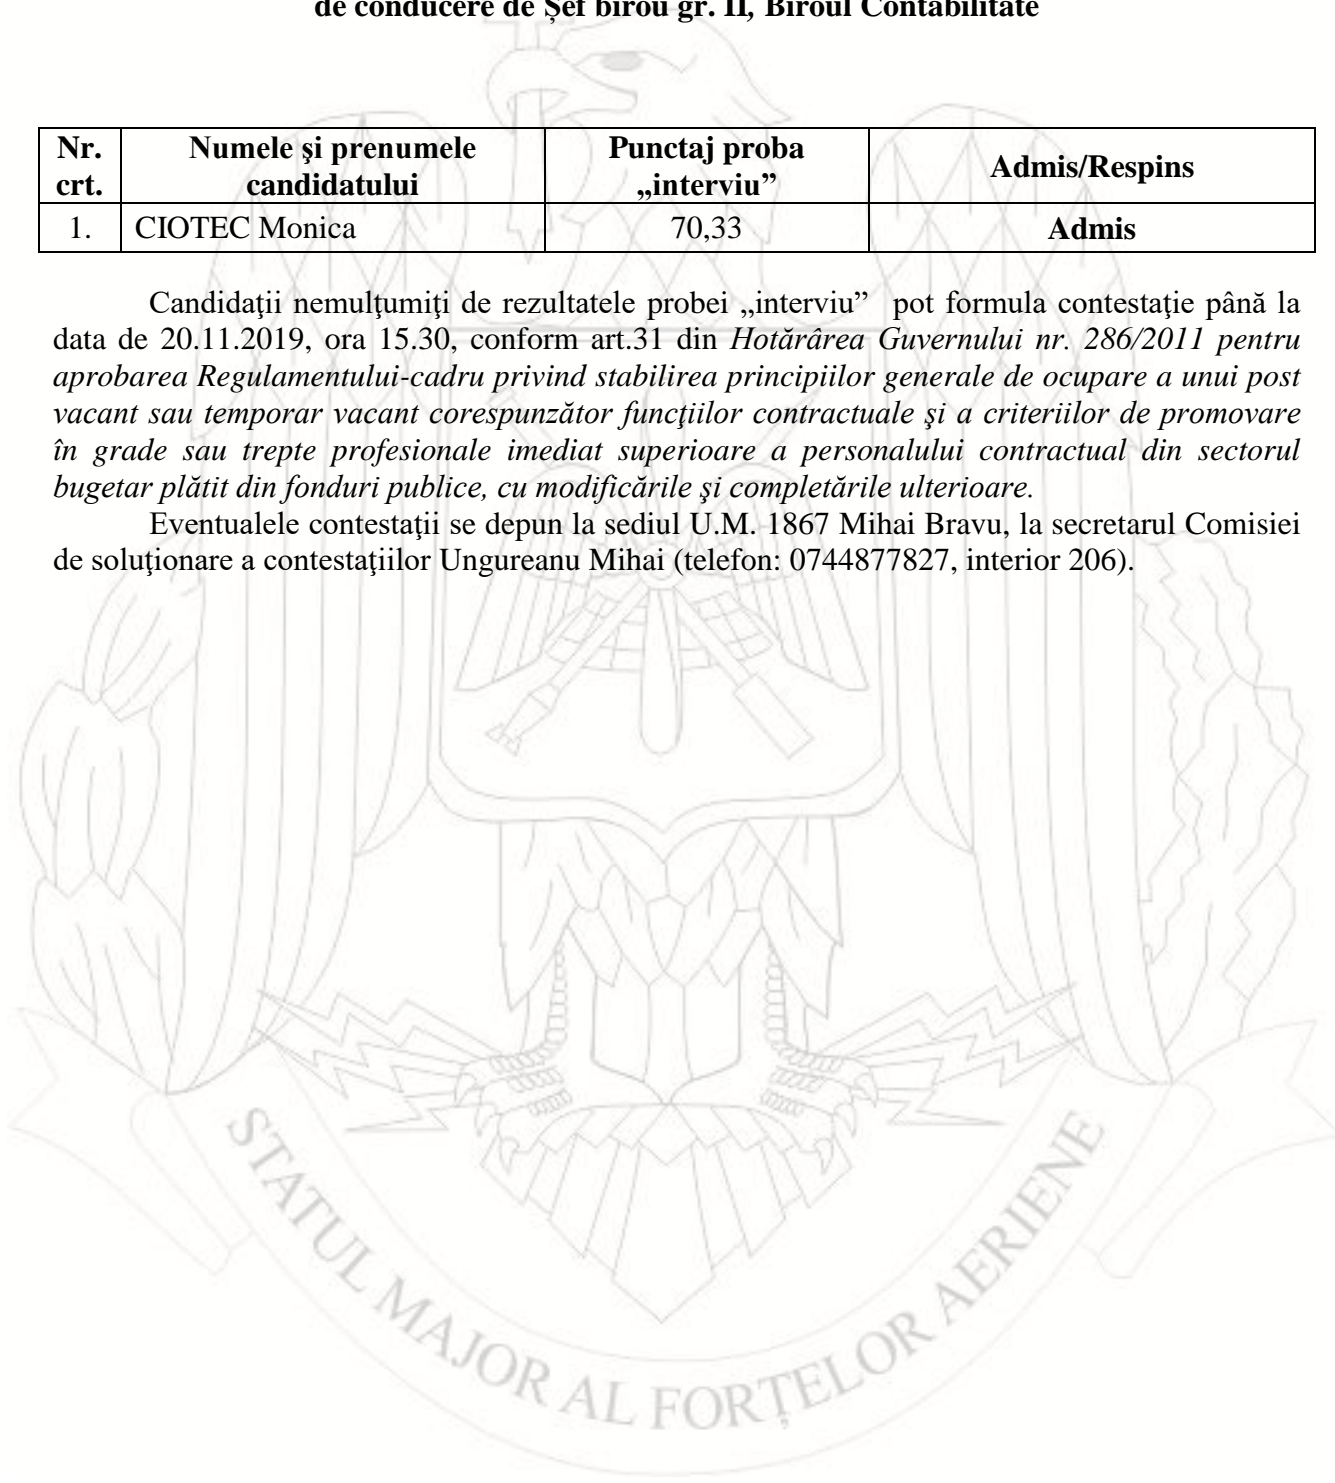 de conducere de Șef birou gr. II, Biroul Contabilitate
Nr. crt. Numele şi prenumele candidatului Punctaj proba „interviu” Admis/Respins
1. CIOTEC Monica 70,33 Admis
Candidaţii nemulţumiţi de rezultatele probei „interviu” pot formula contestaţie până la
data de 20.11.2019, ora 15.30, conform art.31 din Hotărârea Guvernului nr. 286/2011 pentru
aprobarea Regulamentului-cadru privind stabilirea principiilor generale de ocupare a unui post
vacant sau temporar vacant corespunzător funcţiilor contractuale şi a criteriilor de promovare
în grade sau trepte profesionale imediat superioare a personalului contractual din sectorul
bugetar plătit din fonduri publice, cu modificările şi completările ulterioare.
Eventualele contestaţii se depun la sediul U.M. 1867 Mihai Bravu, la secretarul Comisiei
de soluţionare a contestaţiilor Ungureanu Mihai (telefon: 0744877827, interior 206).
STATUL MAJOR AL FORȚELOR AERIENE